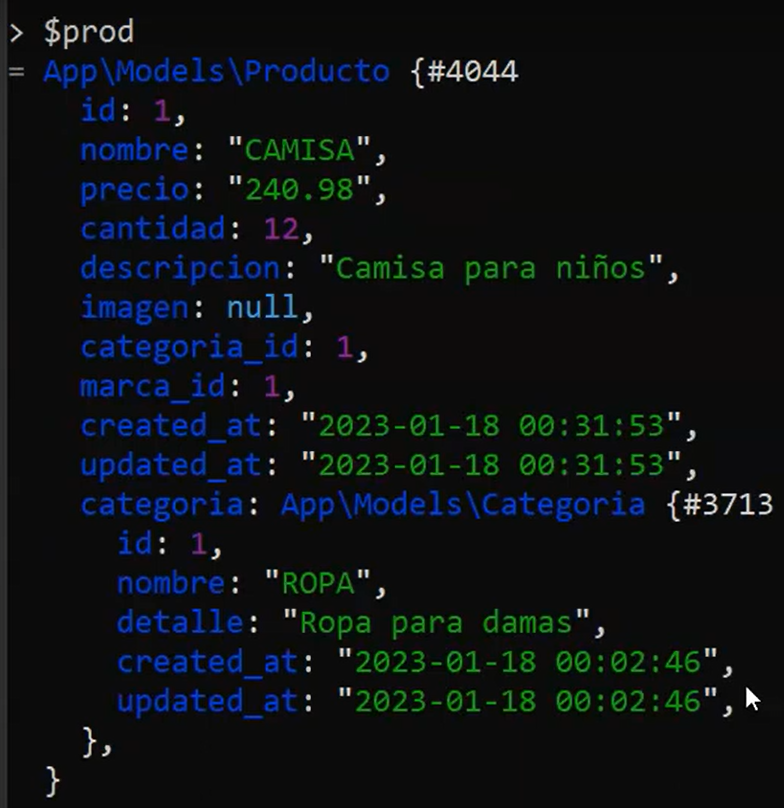 > $prod
= App\Models\Producto {#4044
id: 1,
nombre: "CAMISA",
precio: "240.98",
cantidad: 12,
descripcion: "Camisa para niños",
imagen: null,
categoria_id: 1,
marca_id: 1,
created_at: "2023-01-18 00:31:53",
updated_at: "2023-01-18 00:31:53",
categoria: App\Models\Categoria {#3713
id: 1,
nombre: "ROPA",
detalle: "Ropa para damas",
created_at: "2023-01-18 00:02:46",
updated_at: "2023-01-18 00:02:46",
},
}